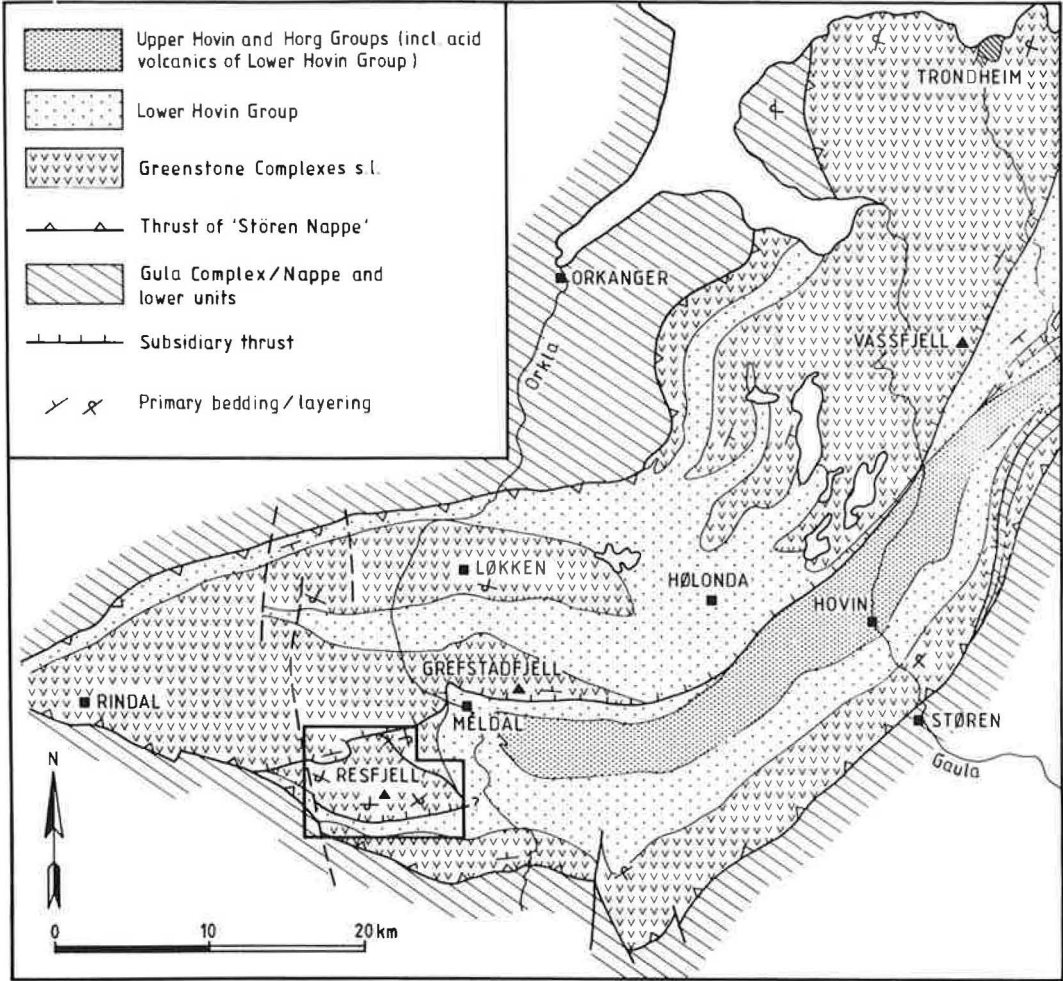 Upper Hovin and Horg Groups (incl. acid
volcanics of Lower Hovin Group)
Lower Hovin Group
Greenstone Complexes s.l.
Thrust of 'Stören Nappe'
Gula Complex/Nappe and
lower units
Subsidiary thrust
Primary bedding/layering
TRONDHEIM
ORKANGER
Orkla
VASSFJELL
LØKKEN
HØLONDA
HOVIN
GREFSTADFJELL
RINDAL
MELDAL
STØREN
Gaula
RESFJELL
?
N
0 10 20 km